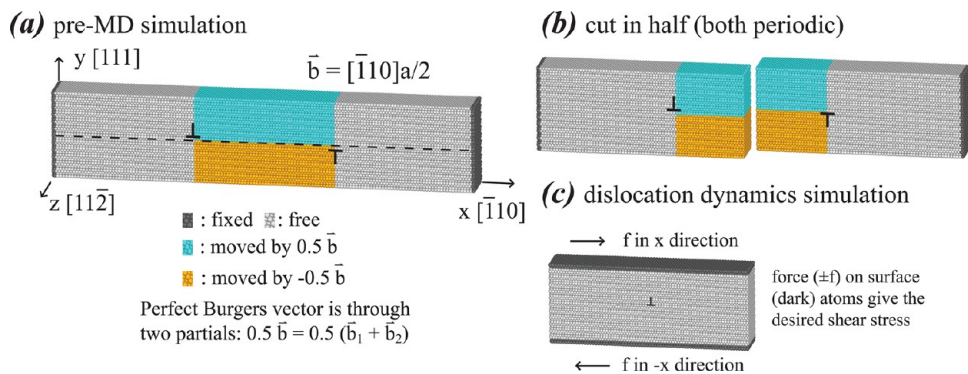 (a) pre-MD simulation
y [111]
b⃗ = [1̅10]a/2
z [112̅]
x [1̅10]
: fixed : free
: moved by 0.5 b⃗
: moved by -0.5 b⃗
Perfect Burgers vector is through
two partials: 0.5 b⃗ = 0.5 (b⃗₁ + b⃗₂)
(b) cut in half (both periodic)
(c) dislocation dynamics simulation
f in x direction
force (±f) on surface
(dark) atoms give the
desired shear stress
f in -x direction